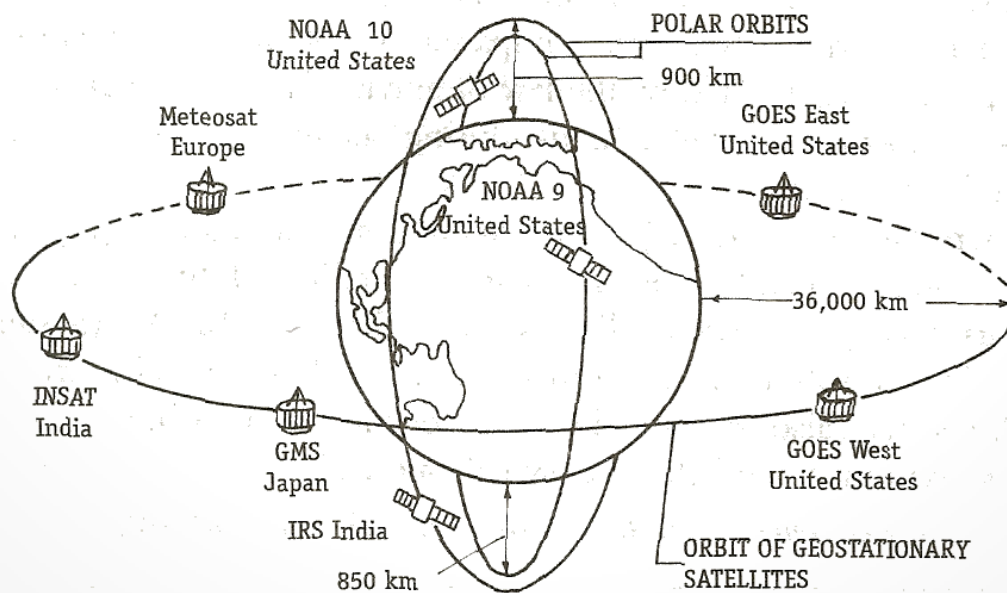 NOAA 10
United States
POLAR ORBITS
900 km
Meteosat
Europe
GOES East
United States
NOAA 9
United States
36,000 km
INSAT
India
GMS
Japan
GOES West
United States
IRS India
850 km
ORBIT OF GEOSTATIONARY
SATELLITES